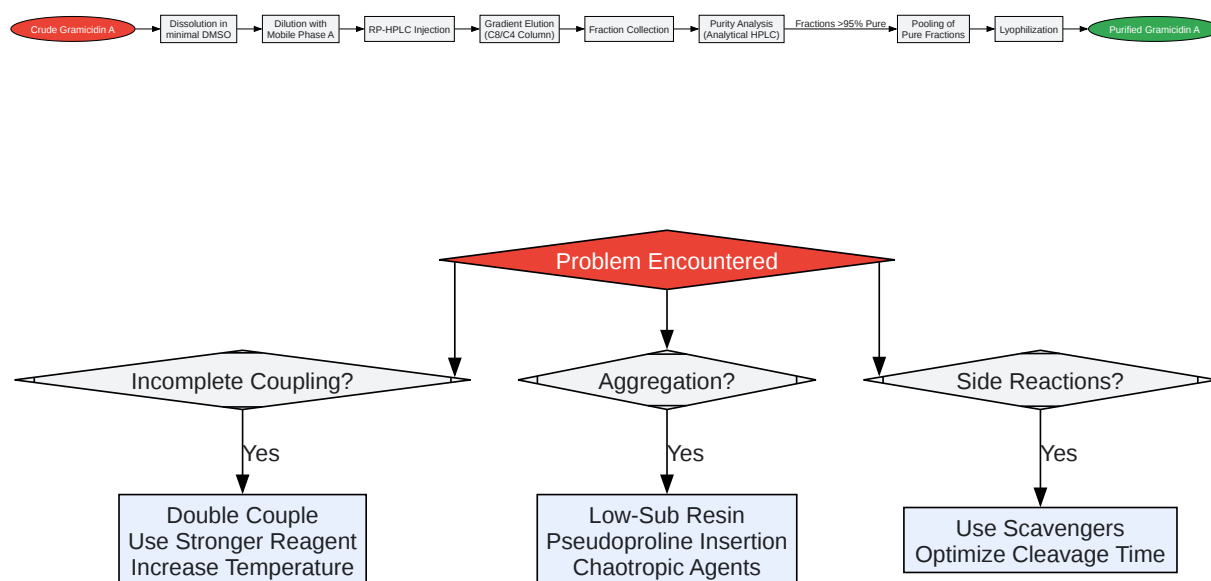 Crude Gramicidin A
Dissolution in
minimal DMSO
Dilution with
Mobile Phase A
RP-HPLC Injection
Gradient Elution
(C8/C4 Column)
Fraction Collection
Purity Analysis
(Analytical HPLC)
Fractions >95% Pure
Pooling of
Pure Fractions
Lyophilization
Purified Gramicidin A
Problem Encountered
Incomplete Coupling?
Aggregation?
Side Reactions?
Yes
Yes
Yes
Double Couple
Use Stronger Reagent
Increase Temperature
Low-Sub Resin
Pseudoproline Insertion
Chaotropic Agents
Use Scavengers
Optimize Cleavage Time